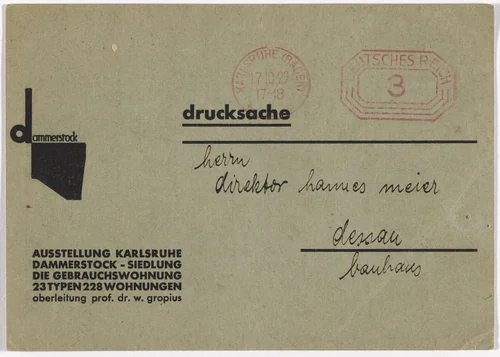 KARLSRUHE (BADEN)
17.10.29
17-18
DEUTSCHES REICH
3
drucksache
dammerstock
herrn
direktor hannes meier
dessau
bauhaus
AUSSTELLUNG KARLSRUHE
DAMMERSTOCK - SIEDLUNG
DIE GEBRAUCHSWOHNUNG
23 TYPEN 228 WOHNUNGEN
oberleitung prof. dr. w. gropius